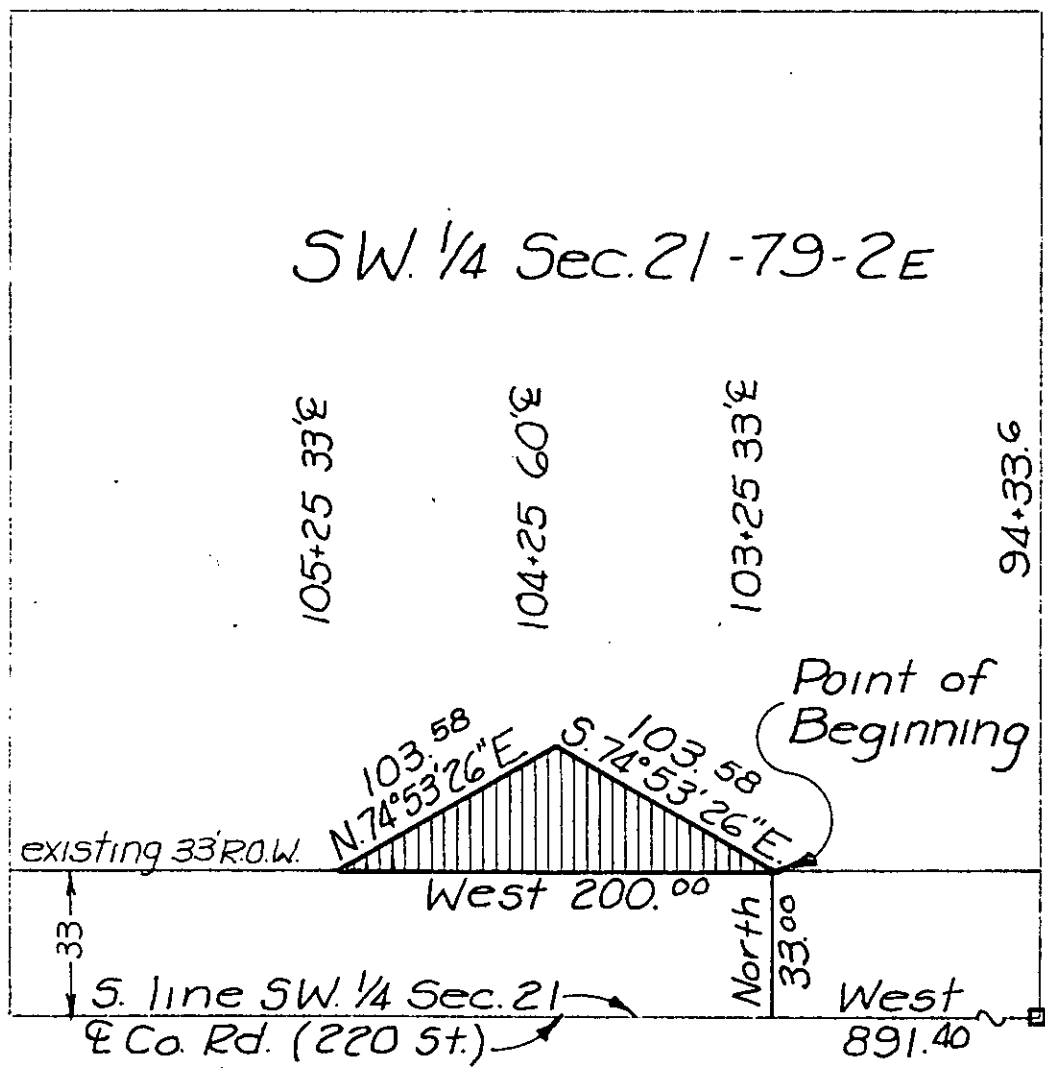 SW. 1/4 Sec. 21 -79-2E
105+25 33' ℄
104+25 60' ℄
103+25 33' ℄
94+33.6
Point of
Beginning
103.58
N. 74°53'26" E.
103.58
S. 74°53'26" E.
existing 33' R.O.W.
West 200.00
33
North
33.00
S. line SW. 1/4 Sec. 21
℄ Co. Rd. (220 St.)
West
891.40